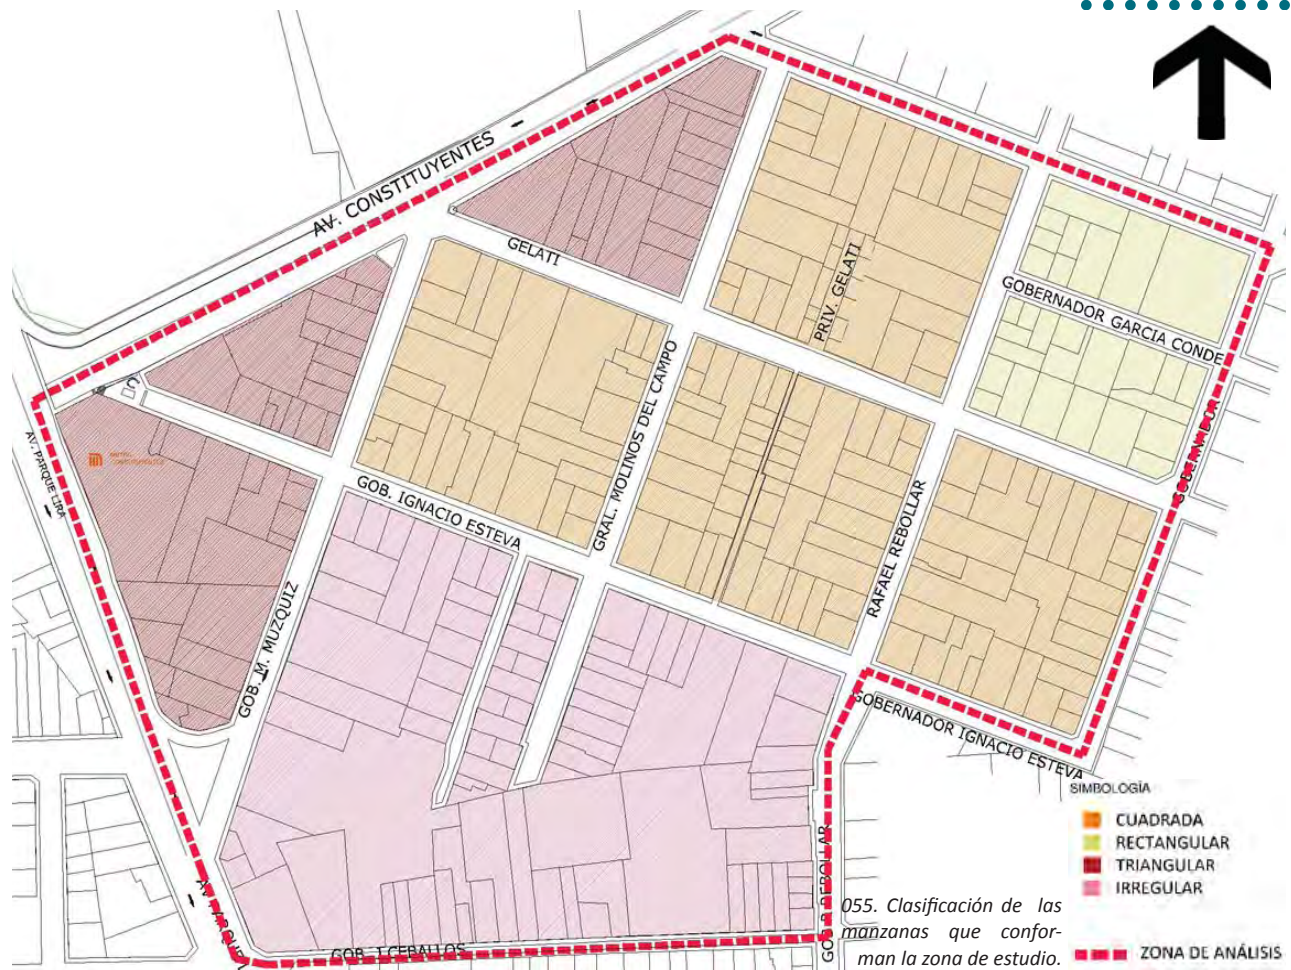 AV. CONSTITUYENTES
GELATI
PRIV. GELATI
GOBERNADOR GARCIA CONDE
GOBERNADOR
AV. PARQUE LIRA
METRO
CONSTITUYENTES
GOB. IGNACIO ESTEVA
GRAL. MOLINOS DEL CAMPO
RAFAEL REBOLLAR
GOB. M. MUZQUIZ
GOBERNADOR IGNACIO ESTEVA
GOB. R REBOLLAR
GOB. J CEBALLOS
SIMBOLOGÍA
CUADRADA
RECTANGULAR
TRIANGULAR
IRREGULAR
ZONA DE ANÁLISIS
055. Clasificación de las
manzanas que confor-
man la zona de estudio.